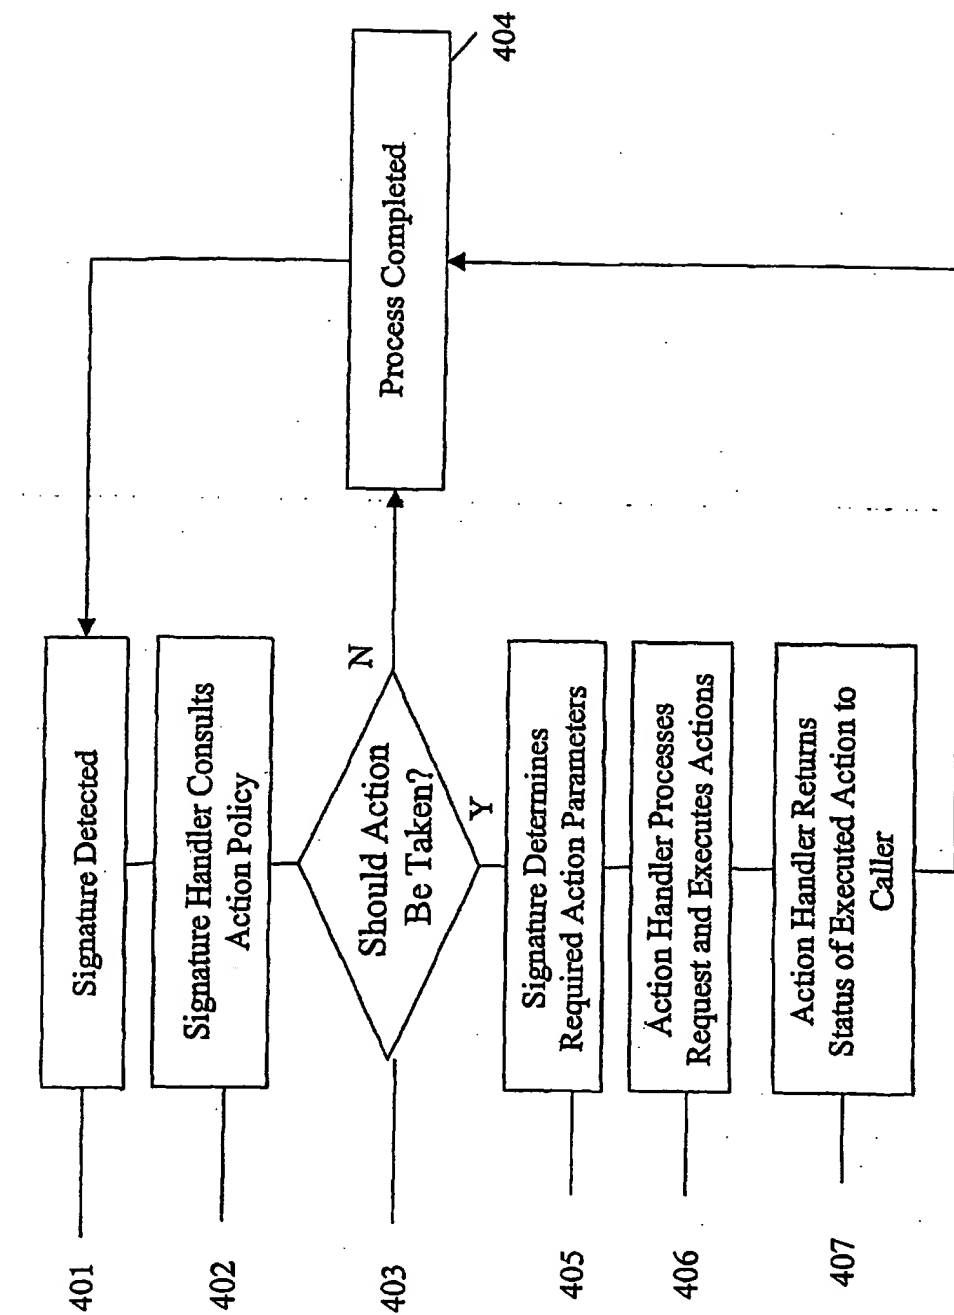 401
Signature Detected
402
Signature Handler Consults
Action Policy
403
Should Action
Be Taken?
N
Y
Process Completed
404
405
Signature Determines
Required Action Parameters
406
Action Handler Processes
Request and Executes Actions
407
Action Handler Returns
Status of Executed Action to
Caller